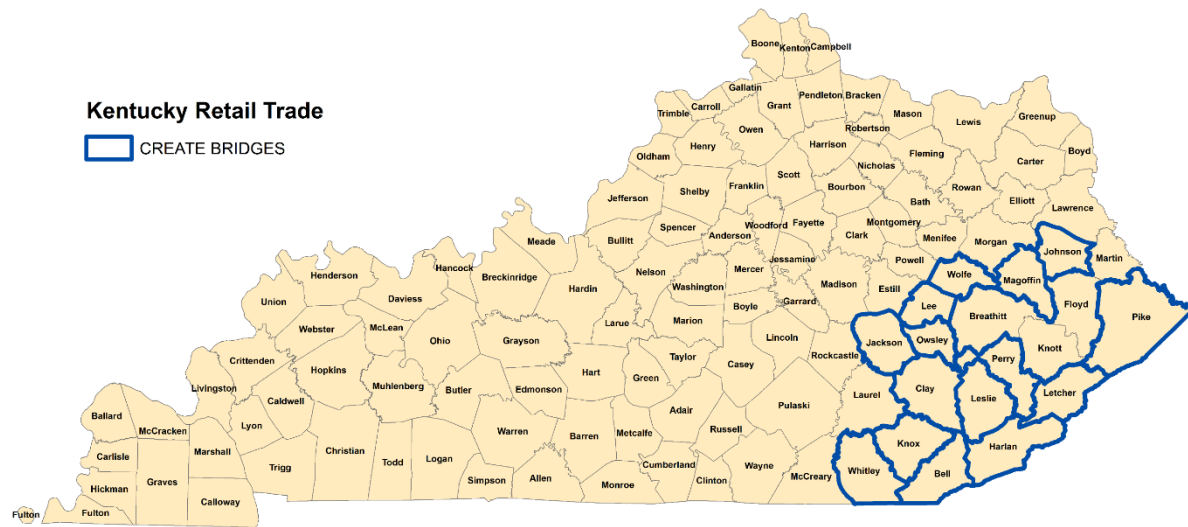 Kentucky Retail Trade
CREATE BRIDGES
Boone Kenton Campbell
Gallatin
Pendleton Bracken
Carroll Grant
Trimble Mason Lewis Greenup
Owen Robertson
Henry Harrison Boyd
Oldham Fleming
Nicholas Carter
Scott
Shelby Franklin Bourbon Rowan
Jefferson Bath Elliott
Lawrence
Woodford Fayette Montgomery
Spencer Anderson Clark Menifee Morgan
Bullitt
Meade Johnson
Jessamine Powell Martin
Hancock Nelson Mercer
Breckinridge Wolfe Magoffin
Henderson Hardin Washington Madison Estill
Union Daviess Boyle Garrard Lee Floyd
Breathitt Pike
Webster McLean Larue Marion
Ohio Grayson Lincoln Jackson Owsley
Rockcastle Perry Knott
Crittenden Taylor
Hopkins Hart Casey
Livingston Muhlenberg Butler Edmonson Green
Clay Letcher
Caldwell Laurel Leslie
Ballard Adair Pulaski
Lyon Warren
McCracken Barren Metcalfe Russell
Knox Harlan
Marshall Christian Logan
Carlisle Trigg Todd Cumberland Wayne
Whitley Bell
Graves Simpson Allen Monroe Clinton McCreary
Hickman Calloway
Fulton Fulton